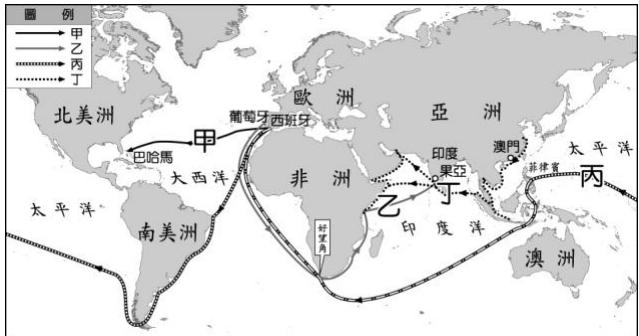 圖 例
甲
乙
丙
丁
北美洲
歐 洲
亞 洲
葡萄牙
西班牙
甲
巴哈馬
大西洋
非 洲
印度
果亞
澳門
太 平 洋
菲律賓
丙
太平洋
乙
丁
南美洲
好望角
印 度 洋
澳 洲